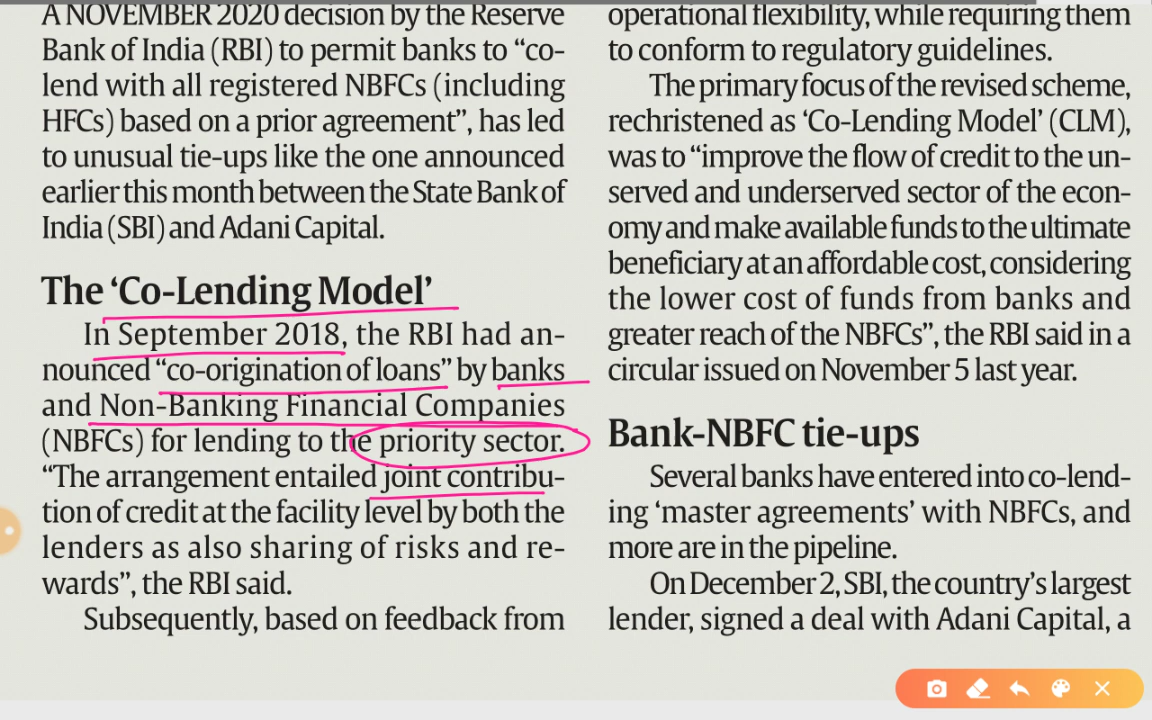 A NOVEMBER 2020 decision by the Reserve
Bank of India (RBI) to permit banks to “co-
lend with all registered NBFCs (including
HFCs) based on a prior agreement”, has led
to unusual tie-ups like the one announced
earlier this month between the State Bank of
India (SBI) and Adani Capital.
The ‘Co-Lending Model’
In September 2018, the RBI had an-
nounced “co-origination of loans” by banks
and Non-Banking Financial Companies
(NBFCs) for lending to the priority sector.
“The arrangement entailed joint contribu-
tion of credit at the facility level by both the
lenders as also sharing of risks and re-
wards”, the RBI said.
Subsequently, based on feedback from
operational flexibility, while requiring them
to conform to regulatory guidelines.
The primary focus of the revised scheme,
rechristened as ‘Co-Lending Model’ (CLM),
was to “improve the flow of credit to the un-
served and underserved sector of the econ-
omy and make available funds to the ultimate
beneficiary at an affordable cost, considering
the lower cost of funds from banks and
greater reach of the NBFCs”, the RBI said in a
circular issued on November 5 last year.
Bank-NBFC tie-ups
Several banks have entered into co-lend-
ing ‘master agreements’ with NBFCs, and
more are in the pipeline.
On December 2, SBI, the country’s largest
lender, signed a deal with Adani Capital, a